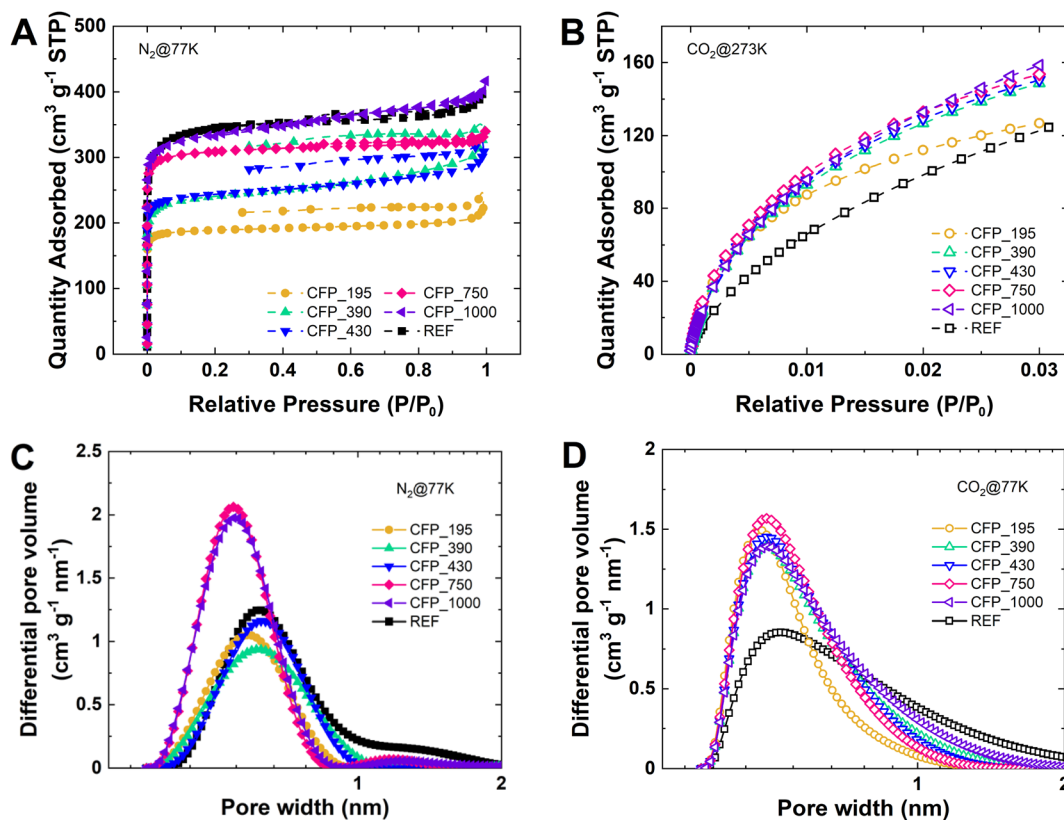 A
N₂@77K
500
400
300
200
100
0
Quantity Adsorbed (cm³ g⁻¹ STP)
CFP_195
CFP_390
CFP_430
CFP_750
CFP_1000
REF
0 0.2 0.4 0.6 0.8 1
Relative Pressure (P/P₀)
B
CO₂@273K
160
120
80
40
0
Quantity Adsorbed (cm³ g⁻¹ STP)
CFP_195
CFP_390
CFP_430
CFP_750
CFP_1000
REF
0 0.01 0.02 0.03
Relative Pressure (P/P₀)
C
N₂@77K
2.5
2
1.5
1
0.5
0
Differential pore volume
(cm³ g⁻¹ nm⁻¹)
CFP_195
CFP_390
CFP_430
CFP_750
CFP_1000
REF
1 2
Pore width (nm)
D
CO₂@77K
2
1.5
1
0.5
0
Differential pore volume
(cm³ g⁻¹ nm⁻¹)
CFP_195
CFP_390
CFP_430
CFP_750
CFP_1000
REF
1 2
Pore width (nm)